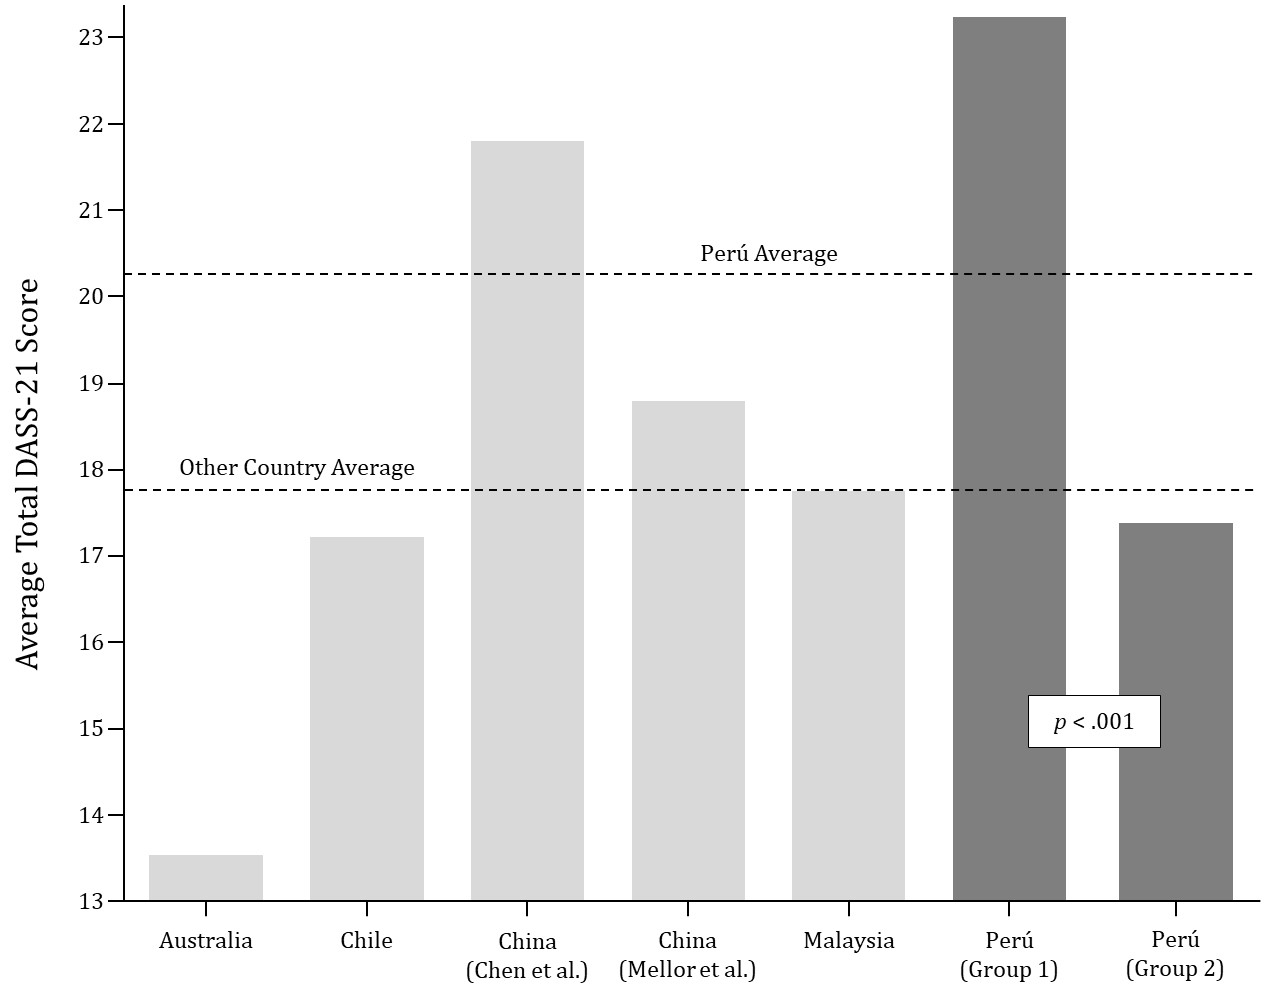 Average Total DASS-21 Score
23
22
21
20
19
18
17
16
15
14
13
Perú Average
Other Country Average
p < .001
Australia
Chile
China
(Chen et al.)
China
(Mellor et al.)
Malaysia
Perú
(Group 1)
Perú
(Group 2)